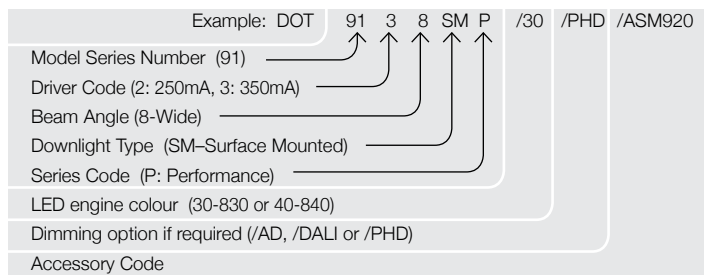 Example: DOT 91 3 8 SM P /30 /PHD /ASM920
Model Series Number (91)
Driver Code (2: 250mA, 3: 350mA)
Beam Angle (8-Wide)
Downlight Type (SM–Surface Mounted)
Series Code (P: Performance)
LED engine colour (30-830 or 40-840)
Dimming option if required (/AD, /DALI or /PHD)
Accessory Code